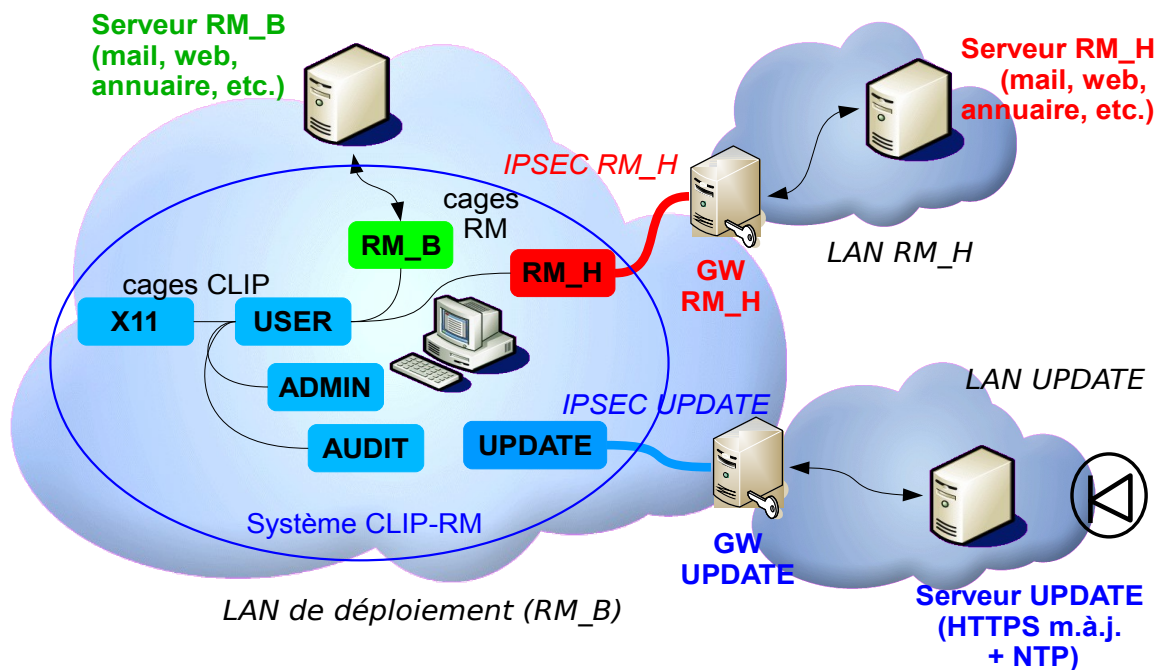 Serveur RM_B
(mail, web,
annuaire, etc.)
Serveur RM_H
(mail, web,
annuaire, etc.)
IPSEC RM_H
cages
RM
RM_B
RM_H
GW
RM_H
LAN RM_H
cages CLIP
X11
USER
ADMIN
AUDIT
UPDATE
IPSEC UPDATE
LAN UPDATE
Système CLIP-RM
GW
UPDATE
LAN de déploiement (RM_B)
Serveur UPDATE
(HTTPS m.à.j.
+ NTP)